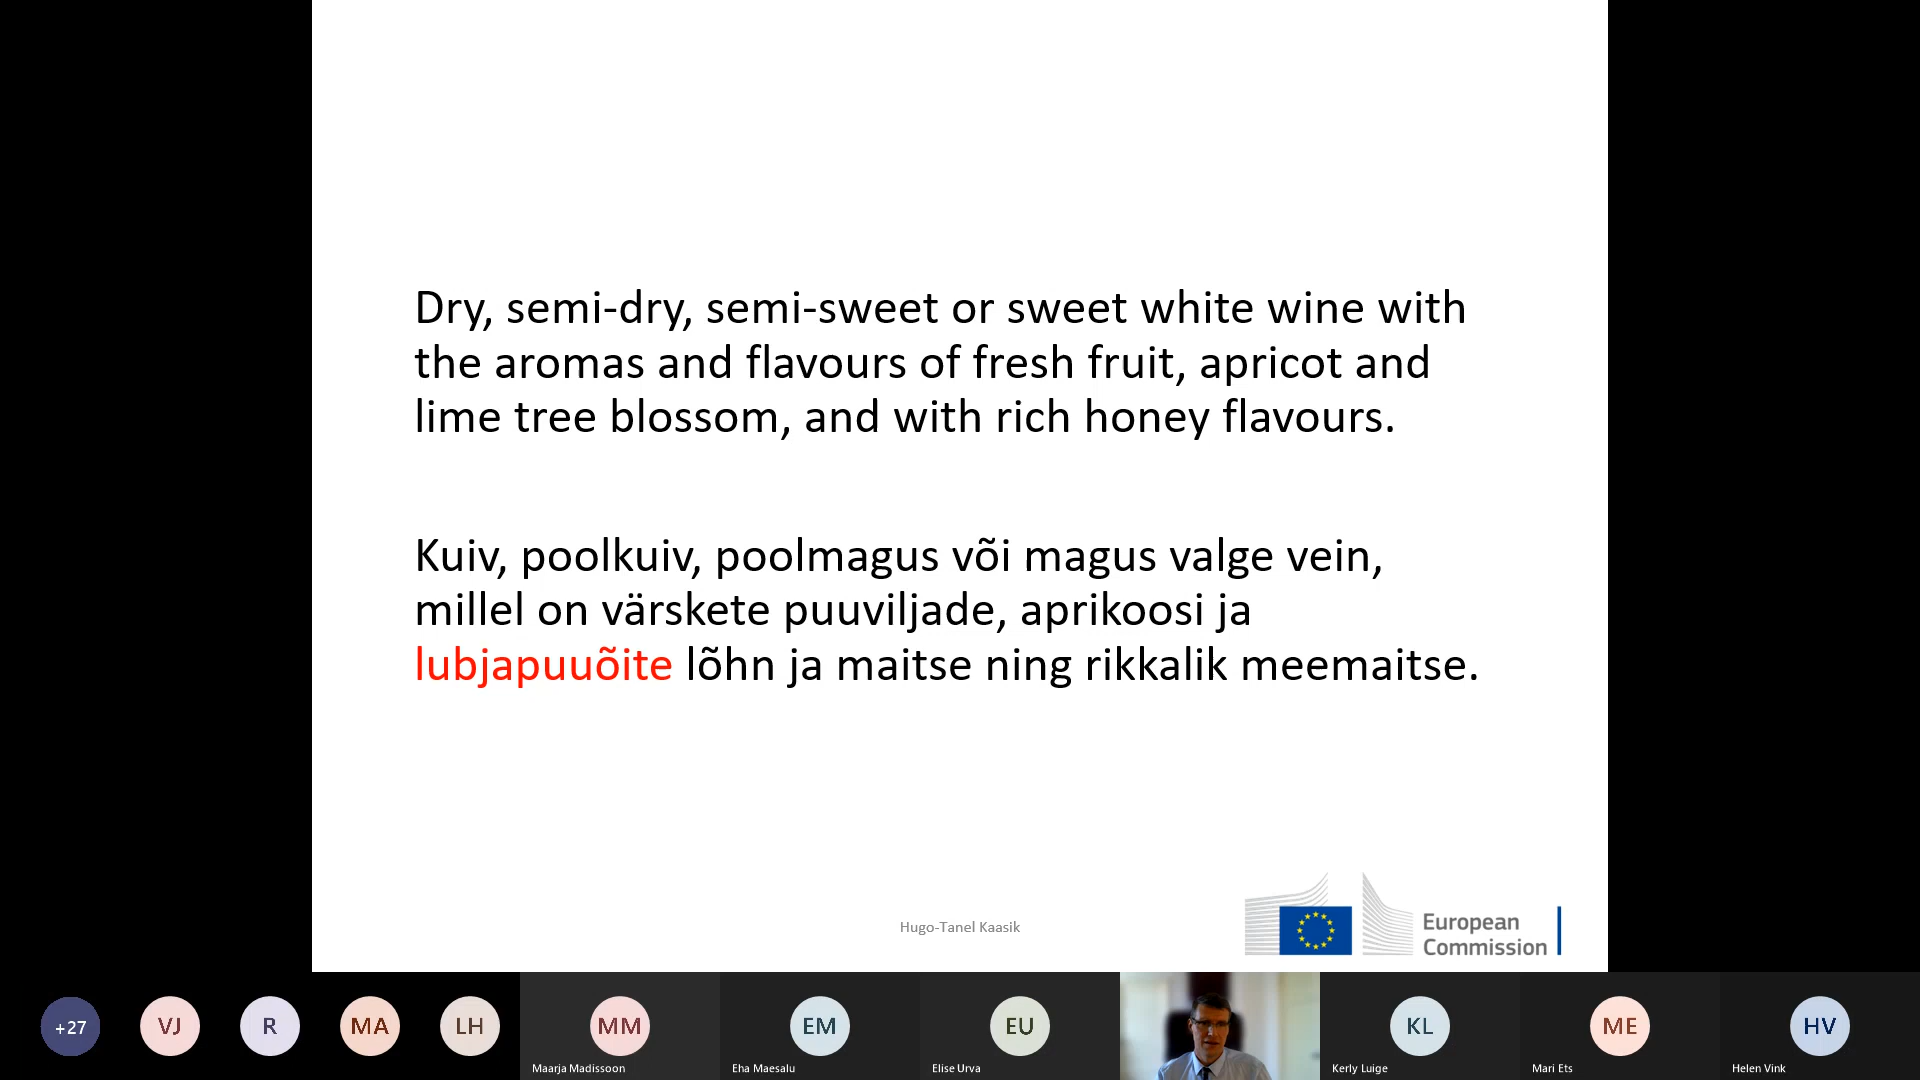 Dry, semi-dry, semi-sweet or sweet white wine with
the aromas and flavours of fresh fruit, apricot and
lime tree blossom, and with rich honey flavours.
Kuiv, poolkuiv, poolmagus või magus valge vein,
millel on värskete puuviljade, aprikoosi ja
lubjapuuõite lõhn ja maitse ning rikkalik meemaitse.
Hugo-Tanel Kaasik
European
Commission
+27
VJ
R
MA
LH
MM
EM
EU
KL
ME
HV
Maarja Madissoon
Eha Maesalu
Elise Urva
Kerly Luige
Mari Ets
Helen Vink